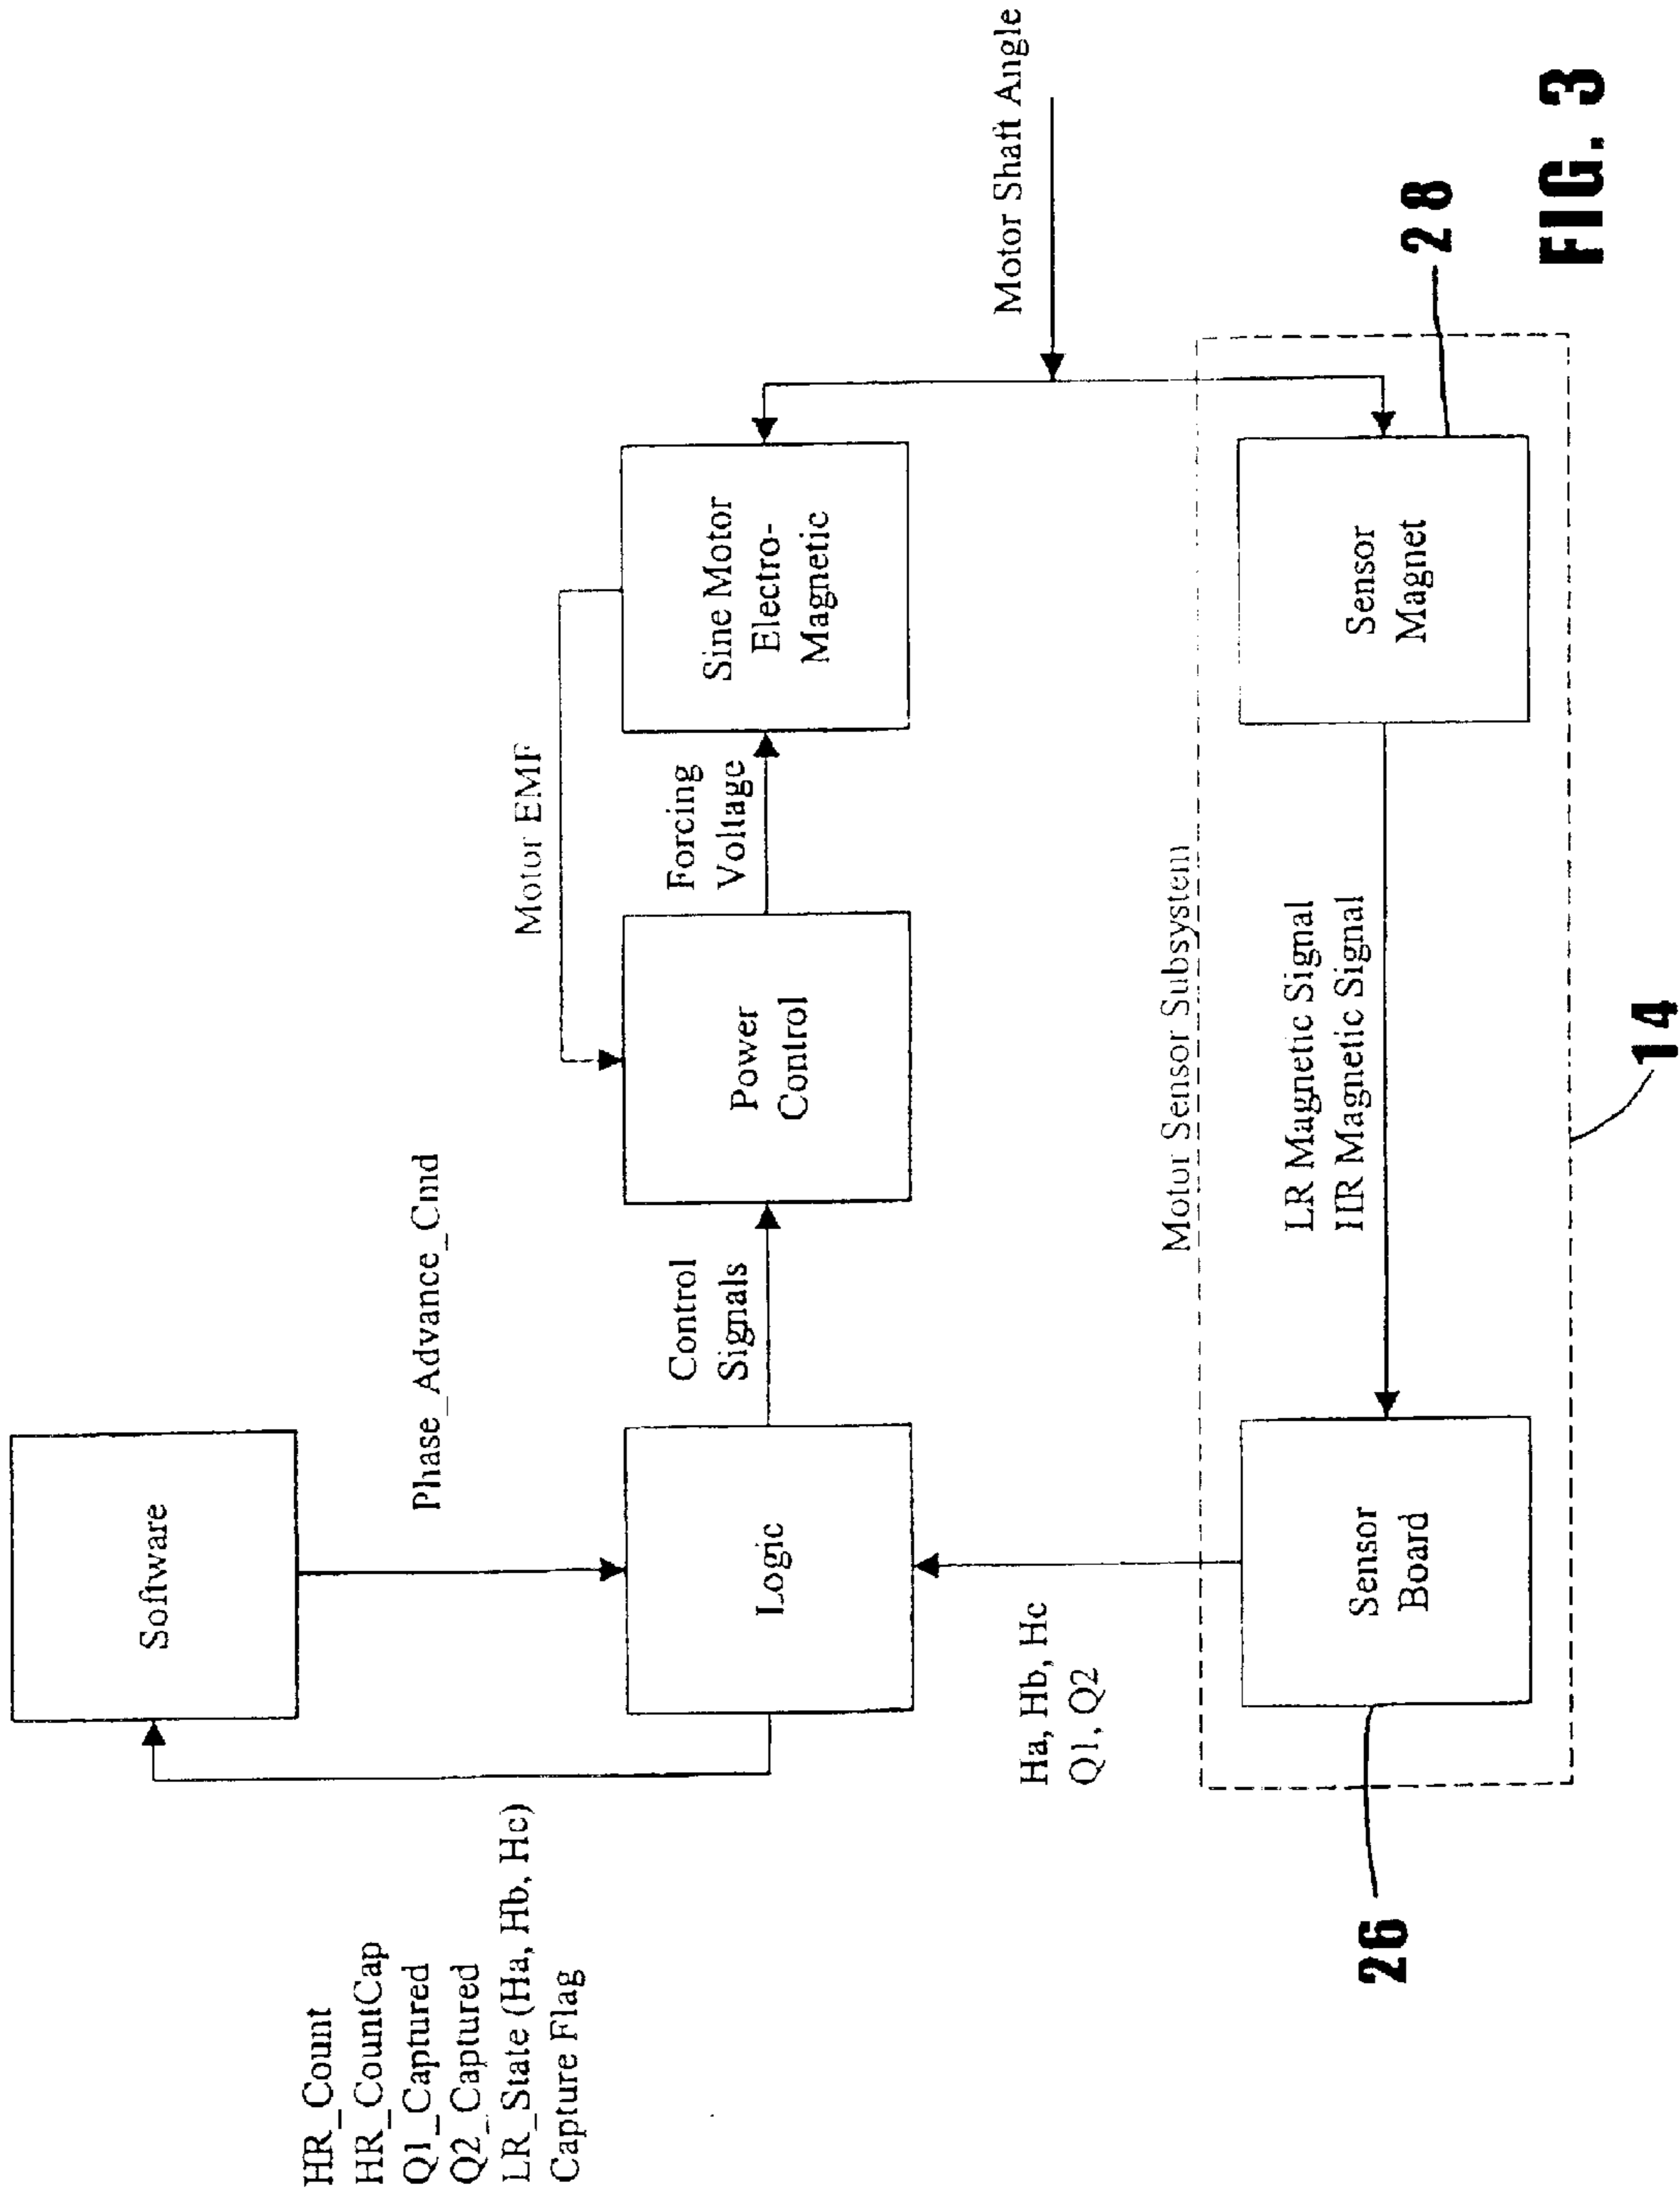 Software
HR_Count
HR_CountCap
Q1_Captured
Q2_Captured
LR_State (Ha, Hb, Hc)
Capture Flag
Phase_Advance_Cmd
Logic
Control
Signals
Power
Control
Motor EMF
Forcing
Voltage
Sine Motor
Electro-
Magnetic
Motor Shaft Angle
Ha, Hb, Hc
Q1, Q2
Motor Sensor Subsystem
Sensor
Board
LR Magnetic Signal
HR Magnetic Signal
Sensor
Magnet
26
14
28
FIG. 3